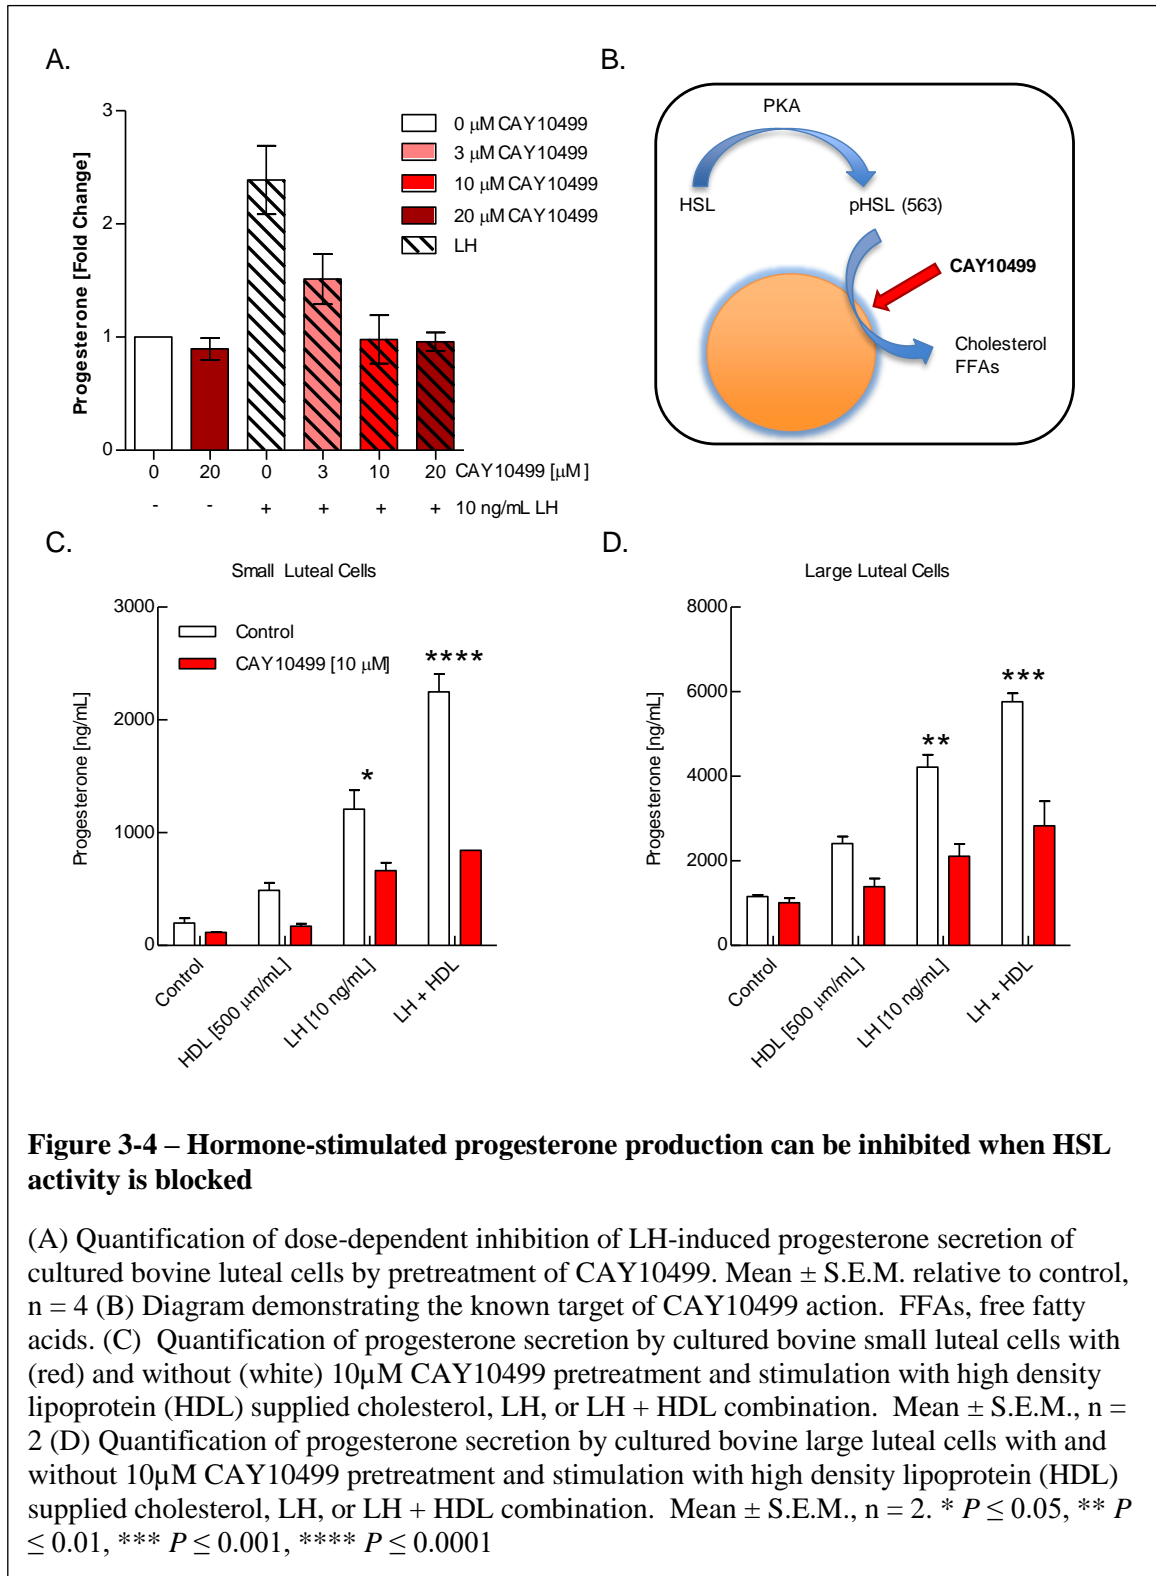 A.
Progesterone [Fold Change]
3
2
1
0
0 μM CAY10499
3 μM CAY10499
10 μM CAY10499
20 μM CAY10499
LH
0 20 0 3 10 20 CAY10499 [μM ]
- - + + + + 10 ng/mL LH
B.
PKA
HSL
pHSL (563)
CAY10499
Cholesterol
FFAs
C.
Small Luteal Cells
Progesterone [ng/mL]
3000
2000
1000
0
Control
CAY10499 [10 μM]
*
****
Control
HDL [500 μm/mL]
LH [10 ng/mL]
LH + HDL
D.
Large Luteal Cells
Progesterone [ng/mL]
8000
6000
4000
2000
0
**
***
Control
HDL [500 μm/mL]
LH [10 ng/mL]
LH + HDL
Figure 3-4 – Hormone-stimulated progesterone production can be inhibited when HSL
activity is blocked
(A) Quantification of dose-dependent inhibition of LH-induced progesterone secretion of
cultured bovine luteal cells by pretreatment of CAY10499. Mean ± S.E.M. relative to control,
n = 4 (B) Diagram demonstrating the known target of CAY10499 action. FFAs, free fatty
acids. (C) Quantification of progesterone secretion by cultured bovine small luteal cells with
(red) and without (white) 10μM CAY10499 pretreatment and stimulation with high density
lipoprotein (HDL) supplied cholesterol, LH, or LH + HDL combination. Mean ± S.E.M., n =
2 (D) Quantification of progesterone secretion by cultured bovine large luteal cells with and
without 10μM CAY10499 pretreatment and stimulation with high density lipoprotein (HDL)
supplied cholesterol, LH, or LH + HDL combination. Mean ± S.E.M., n = 2. * P ≤ 0.05, ** P
≤ 0.01, *** P ≤ 0.001, **** P ≤ 0.0001